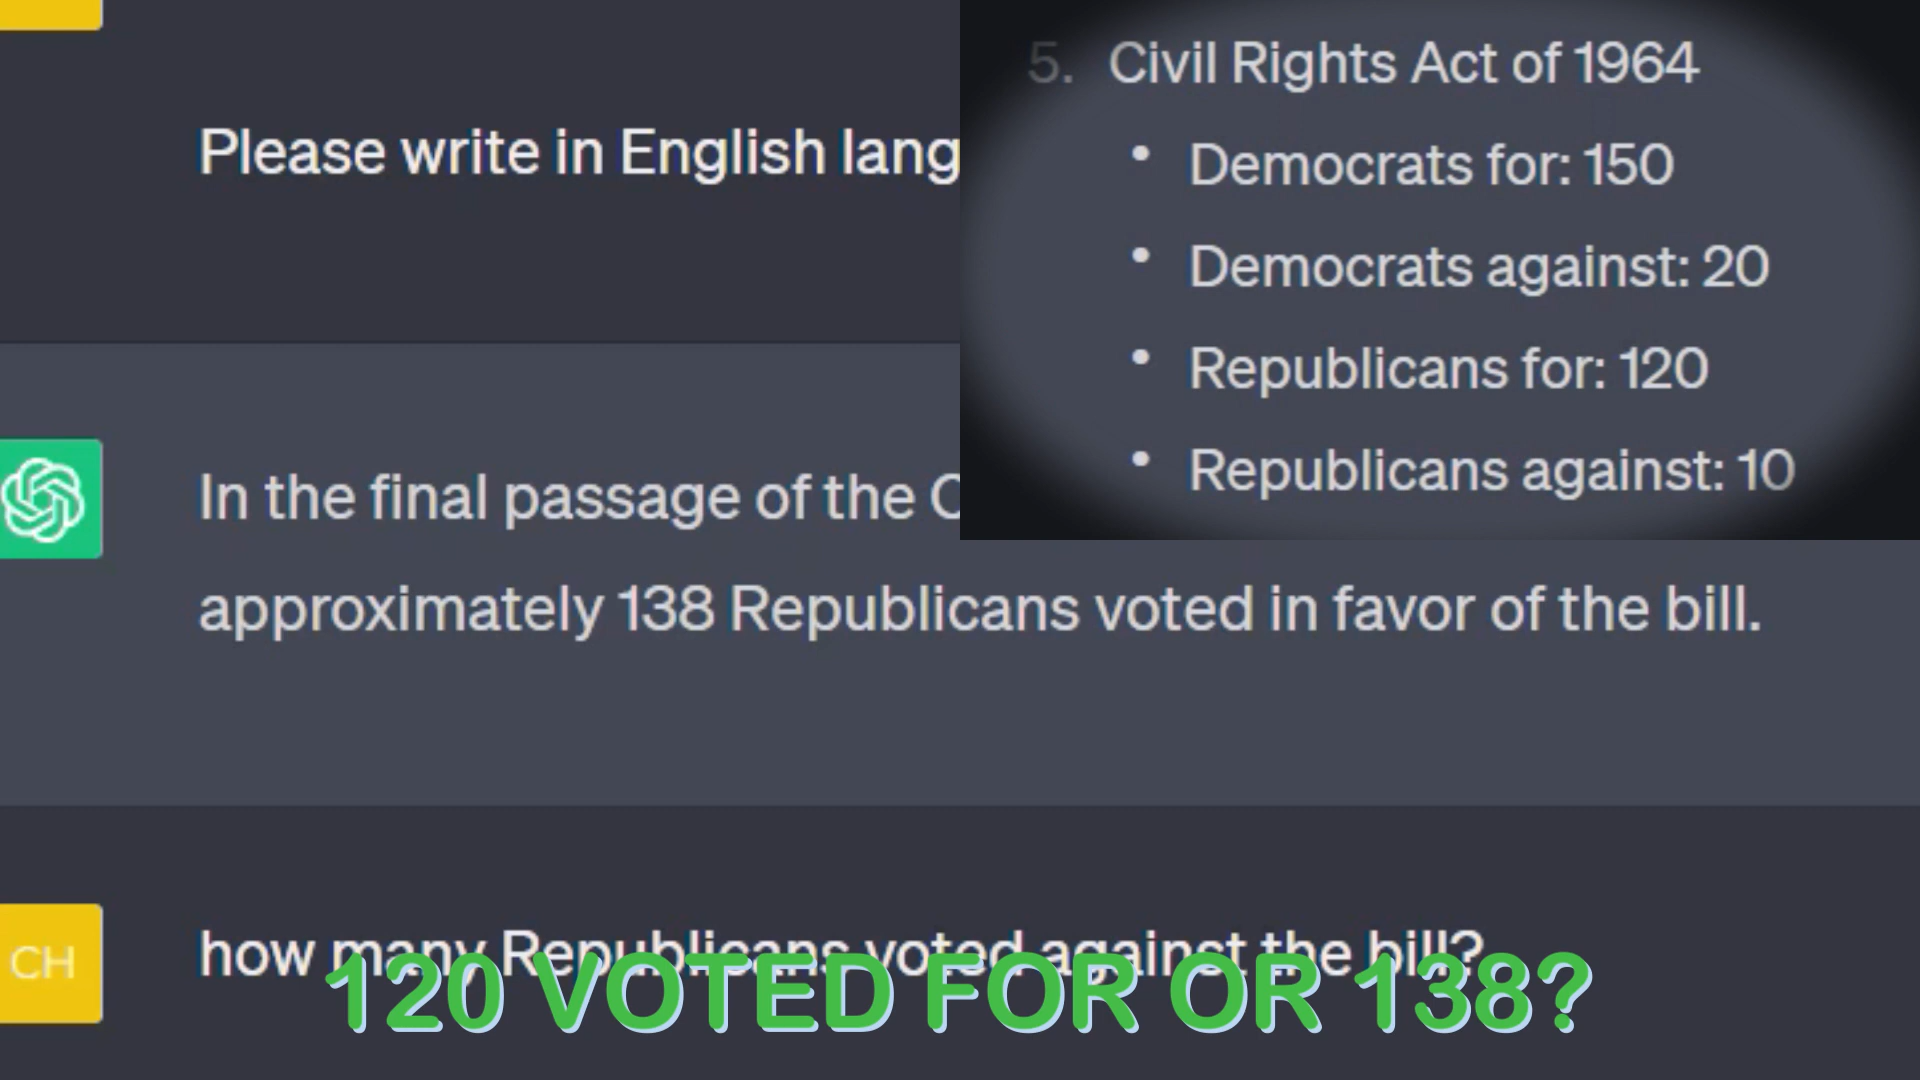 Please write in English lang
5. Civil Rights Act of 1964
• Democrats for: 150
• Democrats against: 20
• Republicans for: 120
• Republicans against: 10
In the final passage of the C
approximately 138 Republicans voted in favor of the bill.
CH
how many Republicans voted against the bill?
120 VOTED FOR OR 138?